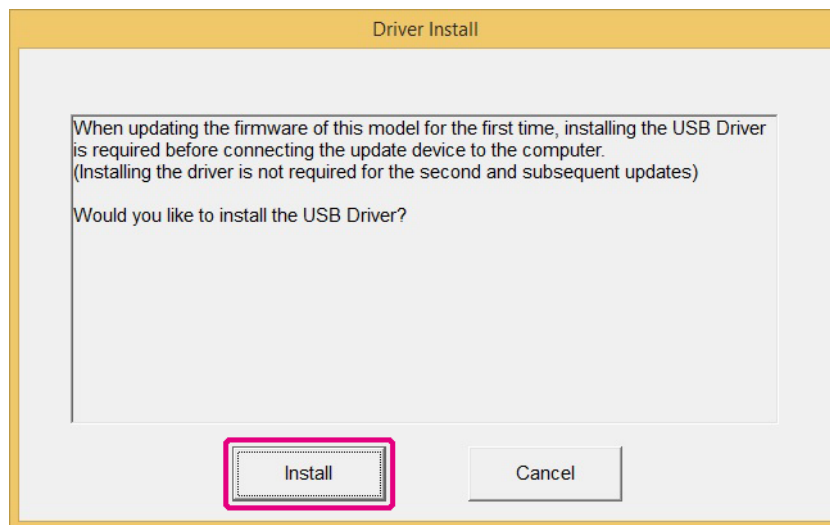 Driver Install
When updating the firmware of this model for the first time, installing the USB Driver
is required before connecting the update device to the computer.
(Installing the driver is not required for the second and subsequent updates)
Would you like to install the USB Driver?
Install
Cancel